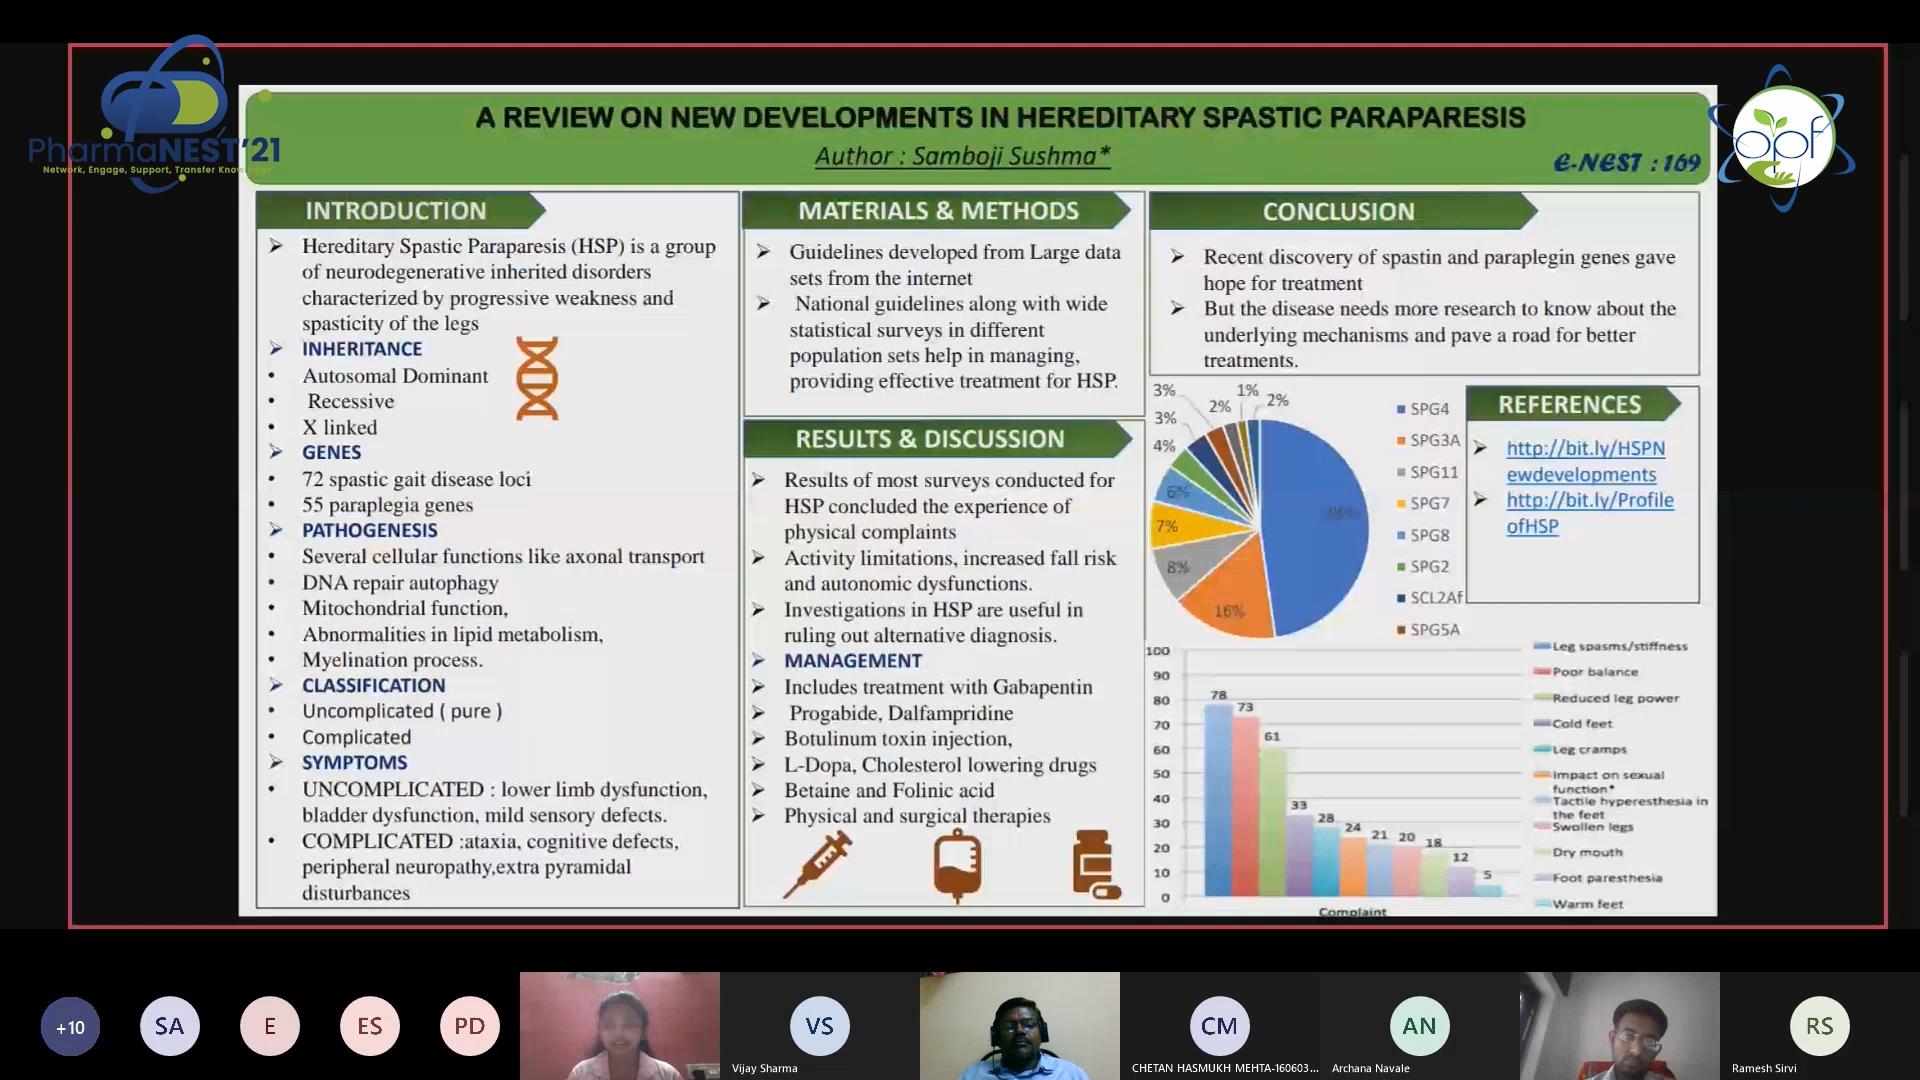 PharmaNEST'21
Network, Engage, Support, Transfer Knowledge
A REVIEW ON NEW DEVELOPMENTS IN HEREDITARY SPASTIC PARAPARESIS
Author : Samboji Sushma*
E-NEST : 169
opf
INTRODUCTION
Hereditary Spastic Paraparesis (HSP) is a group
of neurodegenerative inherited disorders
characterized by progressive weakness and
spasticity of the legs
INHERITANCE
Autosomal Dominant
Recessive
X linked
GENES
72 spastic gait disease loci
55 paraplegia genes
PATHOGENESIS
Several cellular functions like axonal transport
DNA repair autophagy
Mitochondrial function,
Abnormalities in lipid metabolism,
Myelination process.
CLASSIFICATION
Uncomplicated ( pure )
Complicated
SYMPTOMS
UNCOMPLICATED : lower limb dysfunction,
bladder dysfunction, mild sensory defects.
COMPLICATED :ataxia, cognitive defects,
peripheral neuropathy,extra pyramidal
disturbances
MATERIALS & METHODS
Guidelines developed from Large data
sets from the internet
National guidelines along with wide
statistical surveys in different
population sets help in managing,
providing effective treatment for HSP.
RESULTS & DISCUSSION
Results of most surveys conducted for
HSP concluded the experience of
physical complaints
Activity limitations, increased fall risk
and autonomic dysfunctions.
Investigations in HSP are useful in
ruling out alternative diagnosis.
MANAGEMENT
Includes treatment with Gabapentin
Progabide, Dalfampridine
Botulinum toxin injection,
L-Dopa, Cholesterol lowering drugs
Betaine and Folinic acid
Physical and surgical therapies
CONCLUSION
Recent discovery of spastin and paraplegin genes gave
hope for treatment
But the disease needs more research to know about the
underlying mechanisms and pave a road for better
treatments.
3%
1%
2%
2%
3%
4%
6%
7%
8%
16%
SPG4
SPG3A
SPG11
SPG7
SPG8
SPG2
SCL2Af
SPG5A
REFERENCES
http://bit.ly/HSPN
ewdevelopments
http://bit.ly/Profile
ofHSP
100
90
80
70
60
50
40
30
20
10
0
78
73
61
33
28
24
21
20
18
12
5
Complaint
Leg spasms/stiffness
Poor balance
Reduced leg power
Cold feet
Leg cramps
Impact on sexual
function*
Tactile hyperesthesia in
the feet
Swollen legs
Dry mouth
Foot paresthesia
Warm feet
+10
SA
E
ES
PD
VS
Vijay Sharma
CM
CHETAN HASMUKH MEHTA-160603...
AN
Archana Navale
RS
Ramesh Sirvi